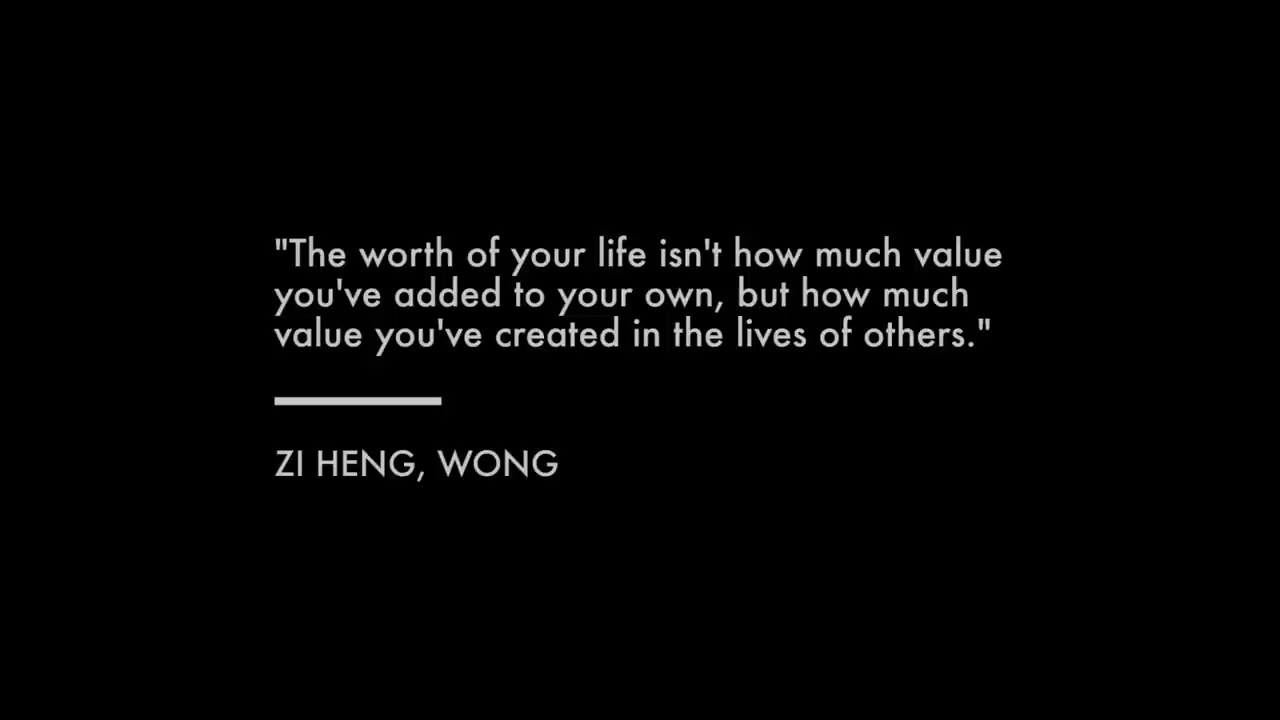 "The worth of your life isn't how much value
you've added to your own, but how much
value you've created in the lives of others."
ZI HENG, WONG